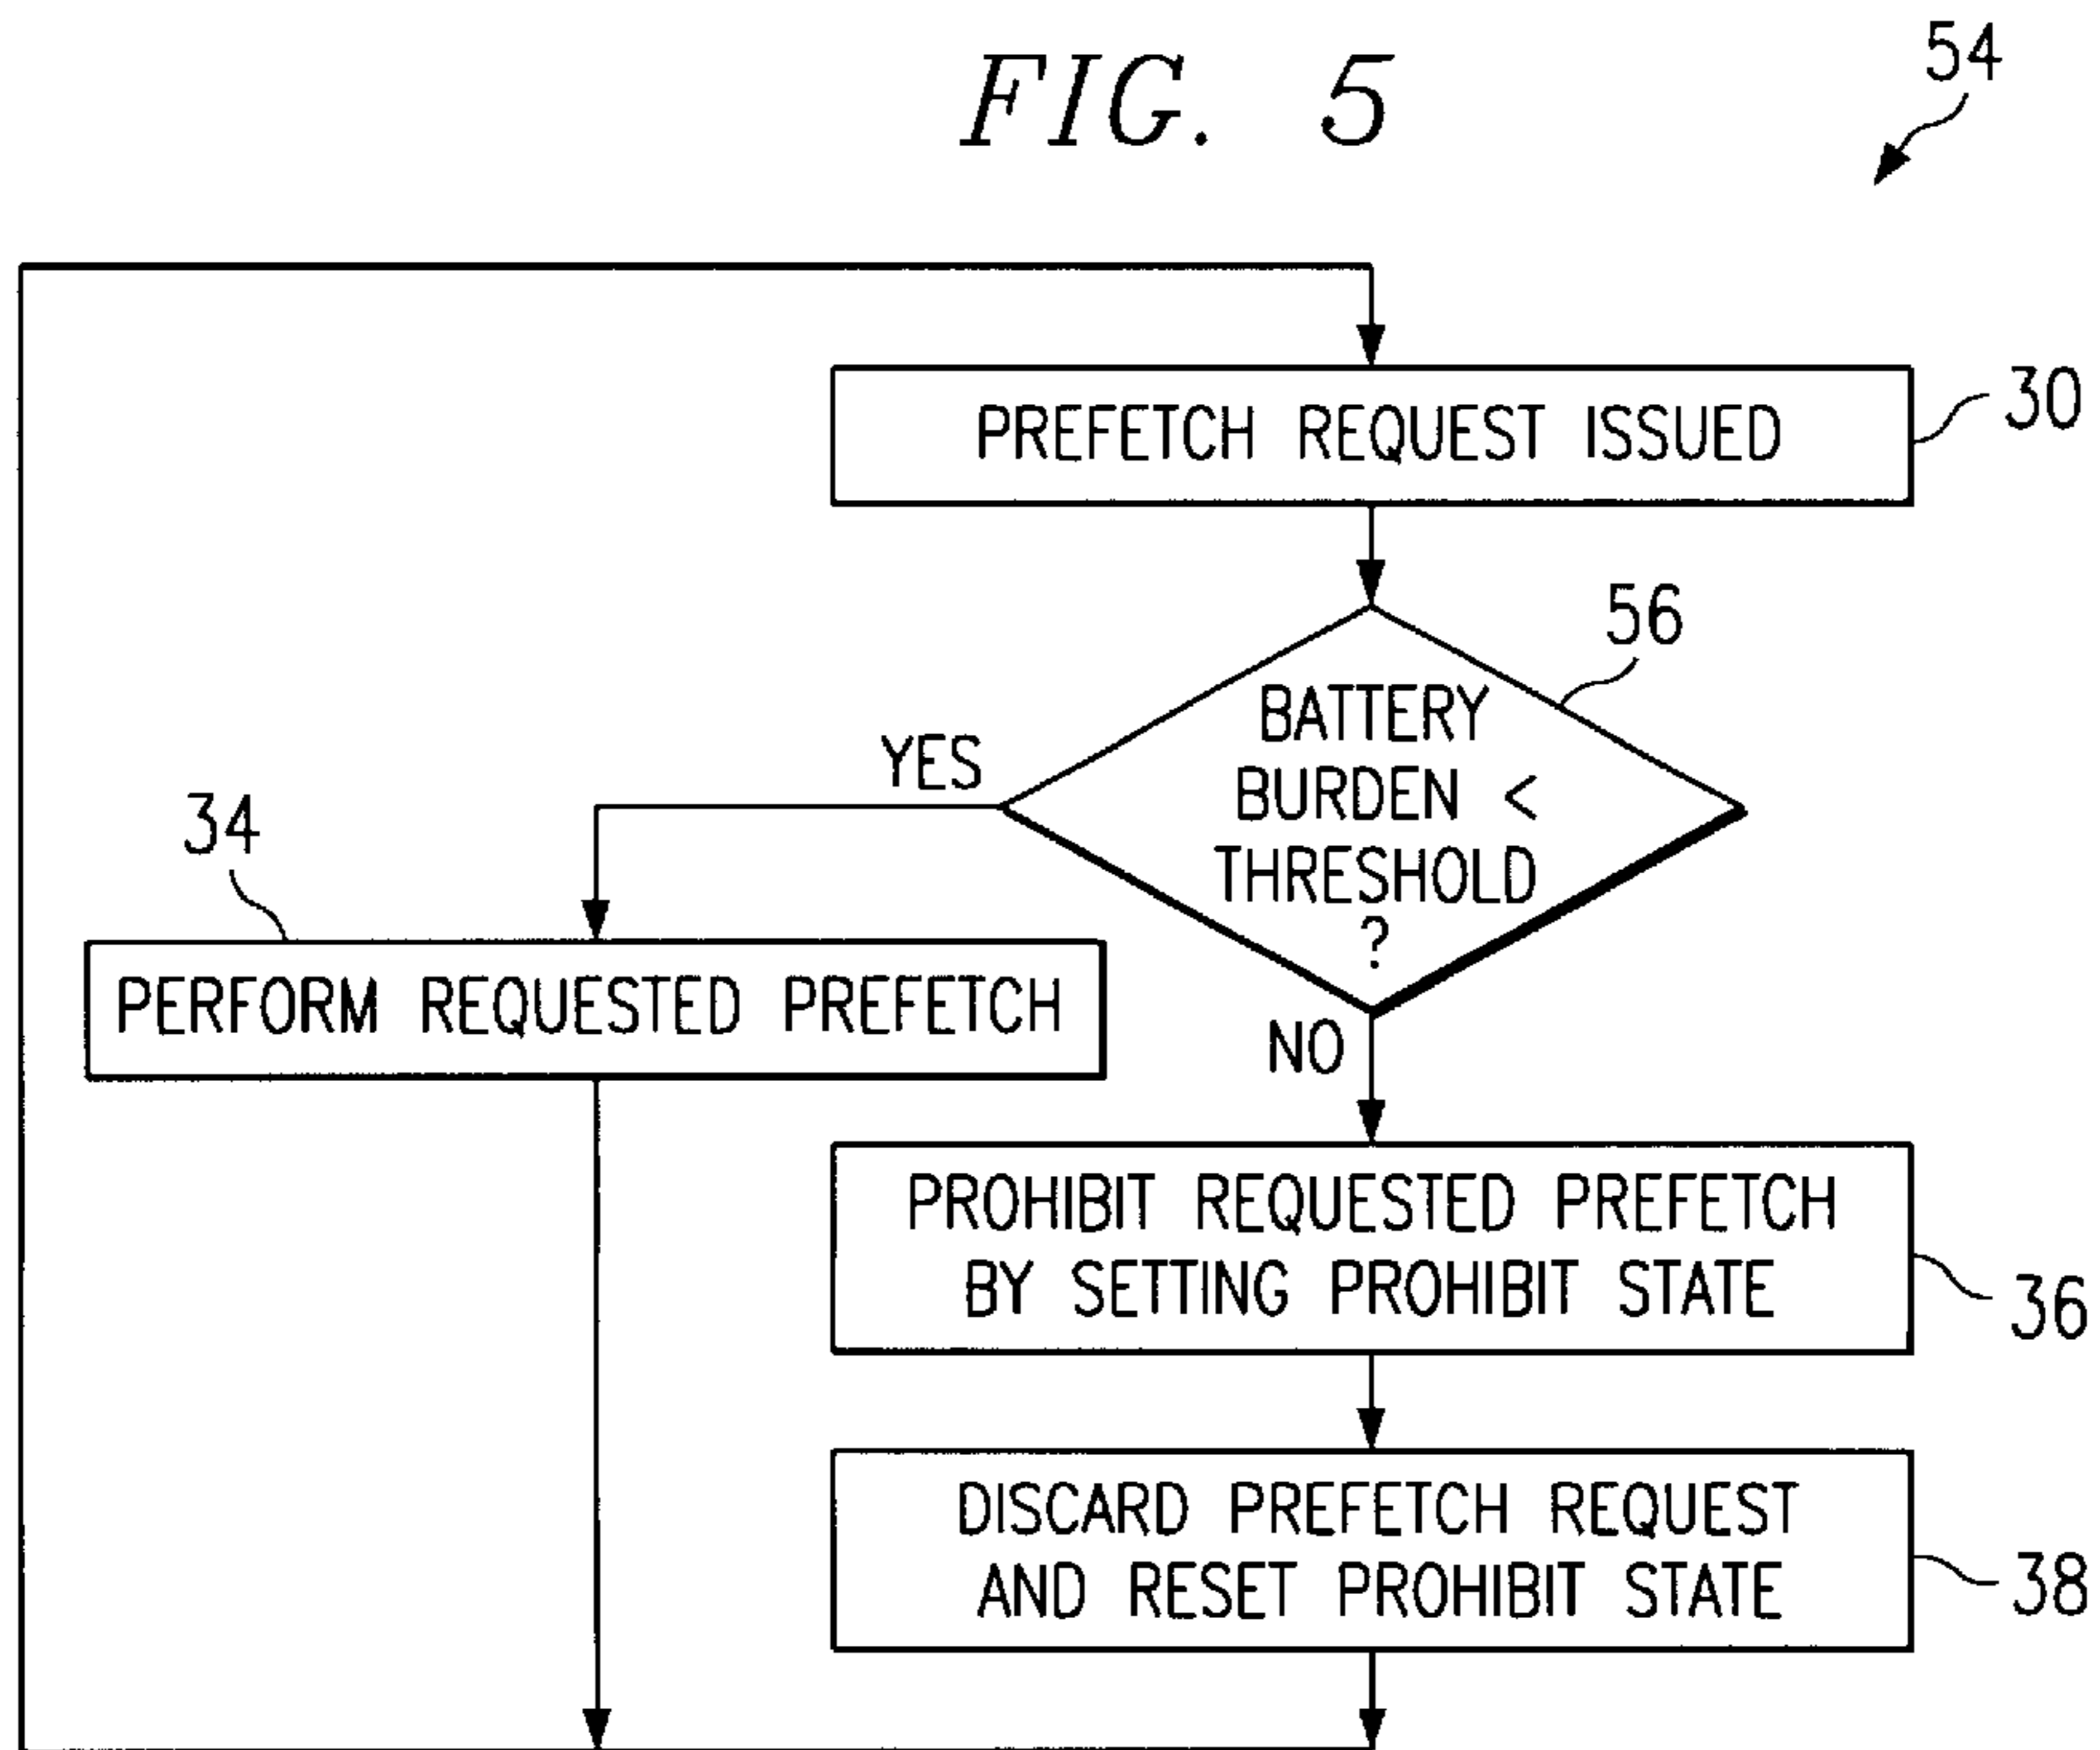 FIG. 5
54
PREFETCH REQUEST ISSUED
30
56
BATTERY
BURDEN <
THRESHOLD
?
YES
34
PERFORM REQUESTED PREFETCH
NO
PROHIBIT REQUESTED PREFETCH
BY SETTING PROHIBIT STATE
36
DISCARD PREFETCH REQUEST
AND RESET PROHIBIT STATE
38